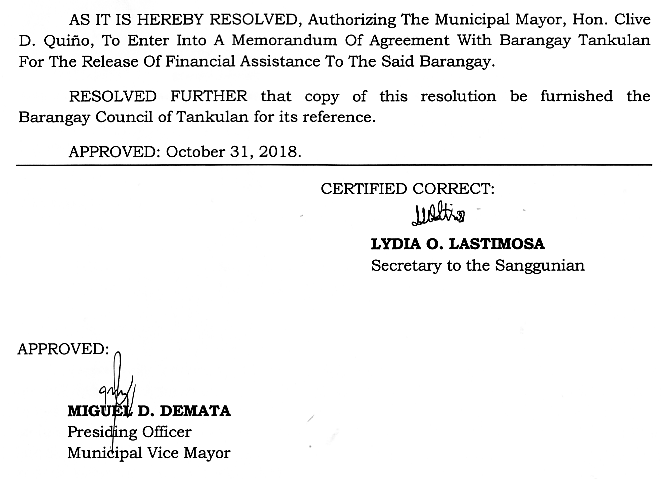 AS IT IS HEREBY RESOLVED, Authorizing The Municipal Mayor, Hon. Clive
D. Quiño, To Enter Into A Memorandum Of Agreement With Barangay Tankulan
For The Release Of Financial Assistance To The Said Barangay.
RESOLVED FURTHER that copy of this resolution be furnished the
Barangay Council of Tankulan for its reference.
APPROVED: October 31, 2018.
CERTIFIED CORRECT:
LYDIA O. LASTIMOSA
Secretary to the Sanggunian
APPROVED:
MIGUEL D. DEMATA
Presiding Officer
Municipal Vice Mayor